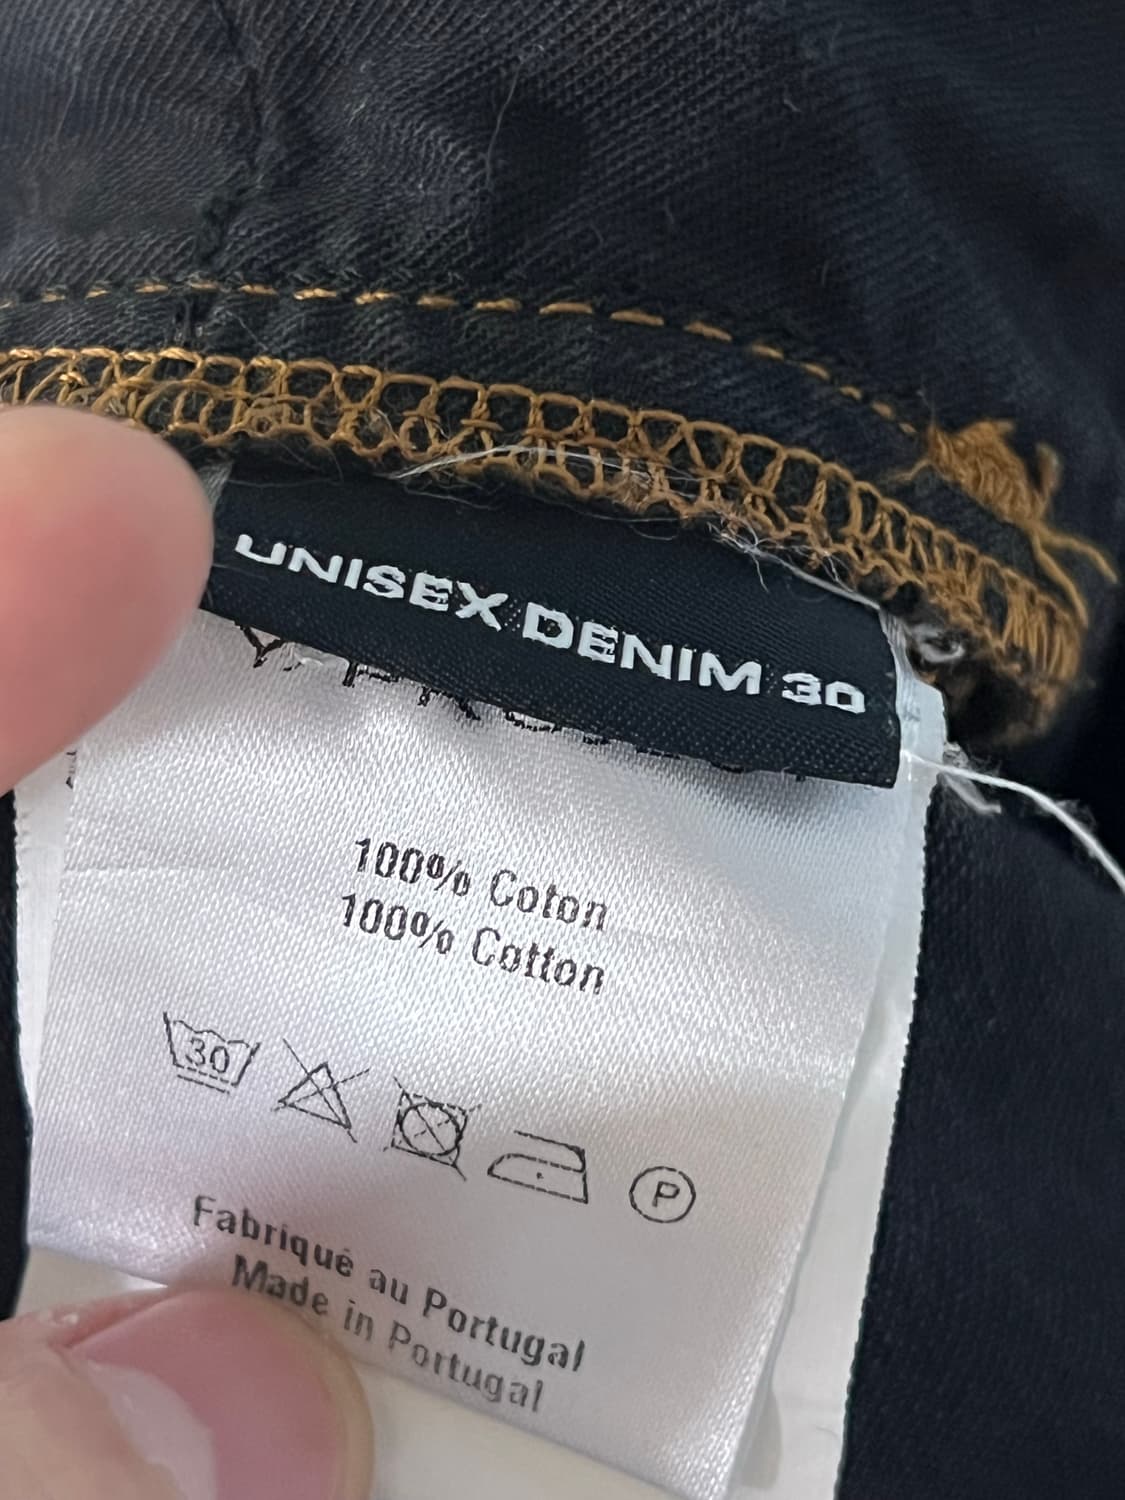 UNISEX DENIM 30
100% Coton
100% Cotton
30
P
Fabriqué au Portugal
Made in Portugal